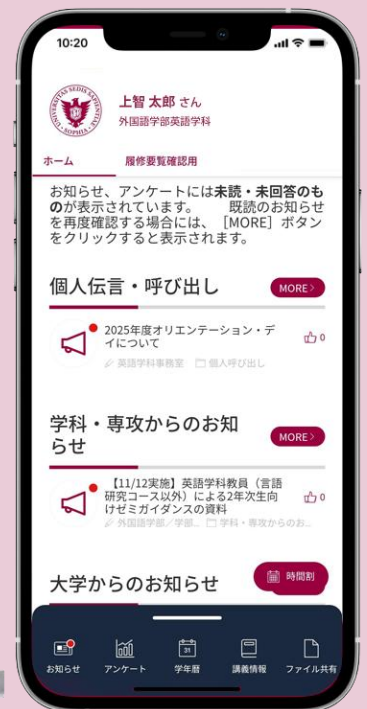 10:20
上智 太郎 さん
外国語学部英語学科
ホーム 履修要覧確認用
お知らせ、アンケートには未読・未回答のも
のが表示されています。 既読のお知らせ
を再度確認する場合には、［MORE］ボタン
をクリックすると表示されます。
個人伝言・呼び出し MORE >
2025年度オリエンテーション・デ
イについて 0
英語学科事務室 個人呼び出し
学科・専攻からのお知
らせ MORE >
【11/12実施】英語学科教員（言語
研究コース以外）による2年次生向
けゼミガイダンスの資料 0
外国語学部／学部... 学科・専攻からのお...
大学からのお知らせ 時間割
お知らせ アンケート 31 学年暦 講義情報 ファイル共有